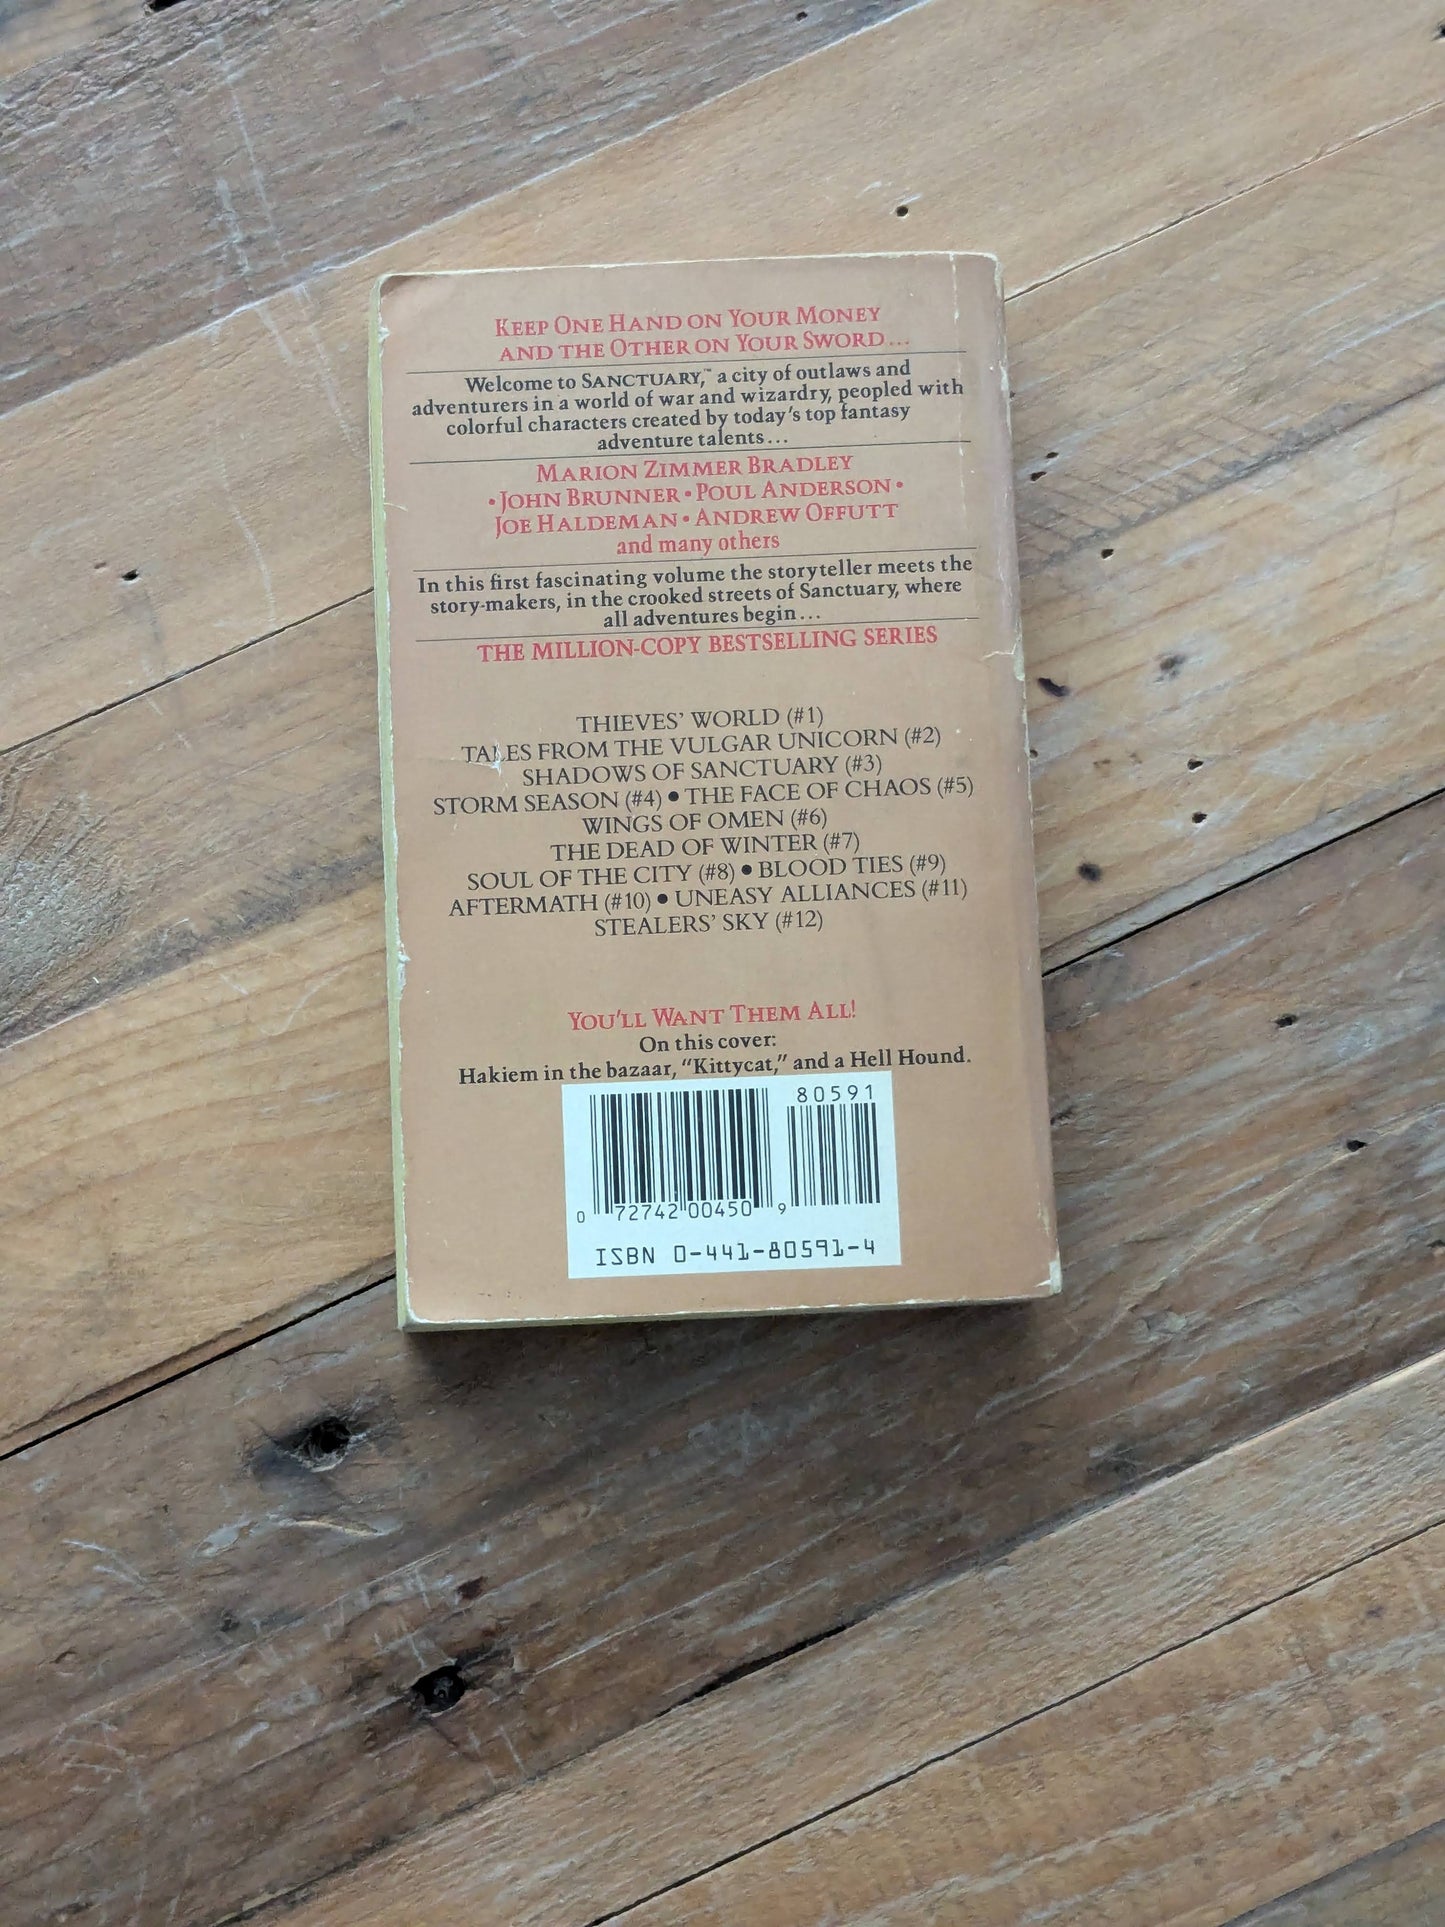 KEEP ONE HAND ON YOUR MONEY
AND THE OTHER ON YOUR SWORD...
Welcome to SANCTUARY,™ a city of outlaws and
adventurers in a world of war and wizardry, peopled with
colorful characters created by today's top fantasy
adventure talents...
MARION ZIMMER BRADLEY
•JOHN BRUNNER•POUL ANDERSON•
JOE HALDEMAN•ANDREW OFFUTT
and many others
In this first fascinating volume the storyteller meets the
story-makers, in the crooked streets of Sanctuary, where
all adventures begin...
THE MILLION-COPY BESTSELLING SERIES
THIEVES' WORLD (#1)
TALES FROM THE VULGAR UNICORN (#2)
SHADOWS OF SANCTUARY (#3)
STORM SEASON (#4) • THE FACE OF CHAOS (#5)
WINGS OF OMEN (#6)
THE DEAD OF WINTER (#7)
SOUL OF THE CITY (#8) • BLOOD TIES (#9)
AFTERMATH (#10) • UNEASY ALLIANCES (#11)
STEALERS' SKY (#12)
YOU'LL WANT THEM ALL!
On this cover:
Hakiem in the bazaar, "Kittycat," and a Hell Hound.
80591
0 72742 00450 9
ISBN 0-441-80591-4